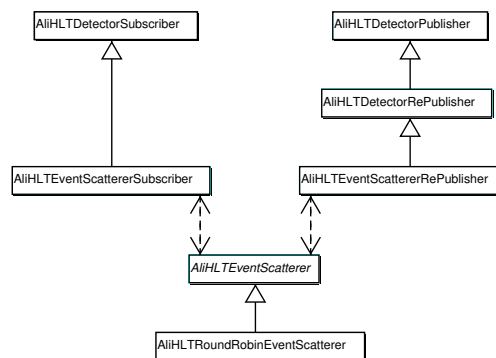 AliHLTDetectorSubscriber
AliHLTDetectorPublisher
AliHLTDetectorRePublisher
AliHLTEventScattererSubscriber
AliHLTEventScattererRePublisher
AliHLTEventScatterer
AliHLTRoundRobinEventScatterer